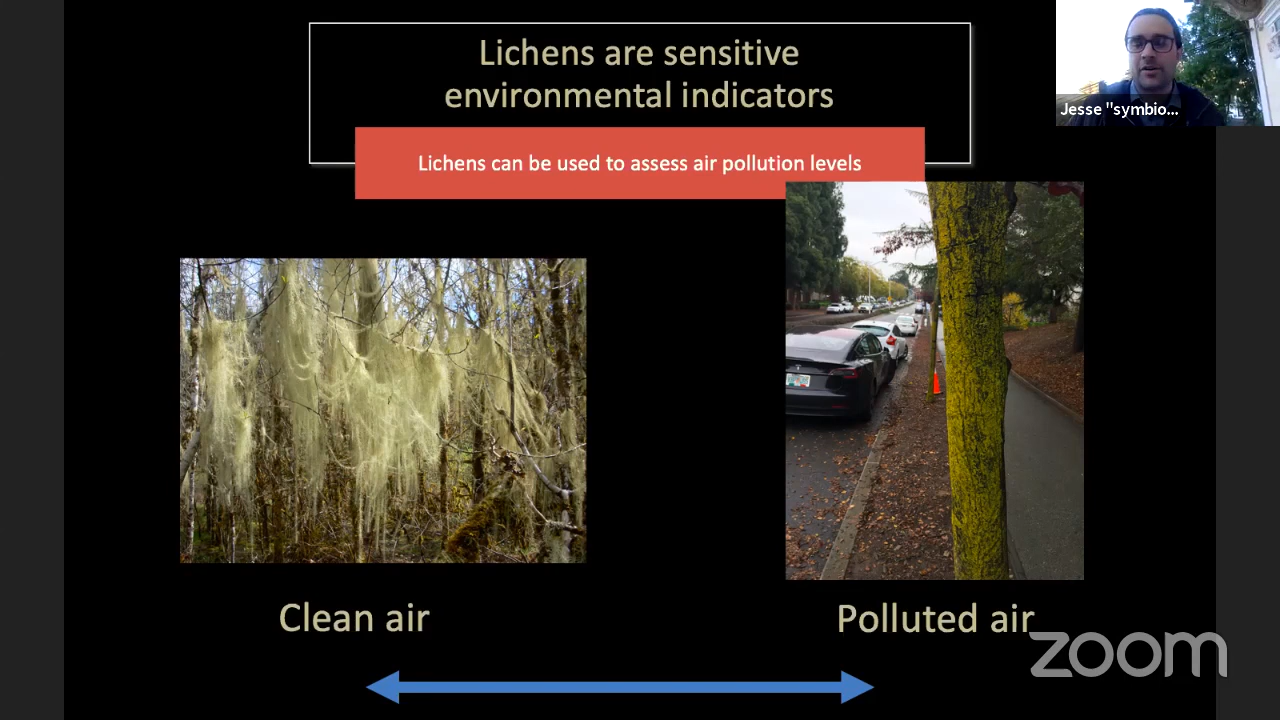 Lichens are sensitive
environmental indicators
Lichens can be used to assess air pollution levels
Jesse "symbio...
Clean air
Polluted air
zoom